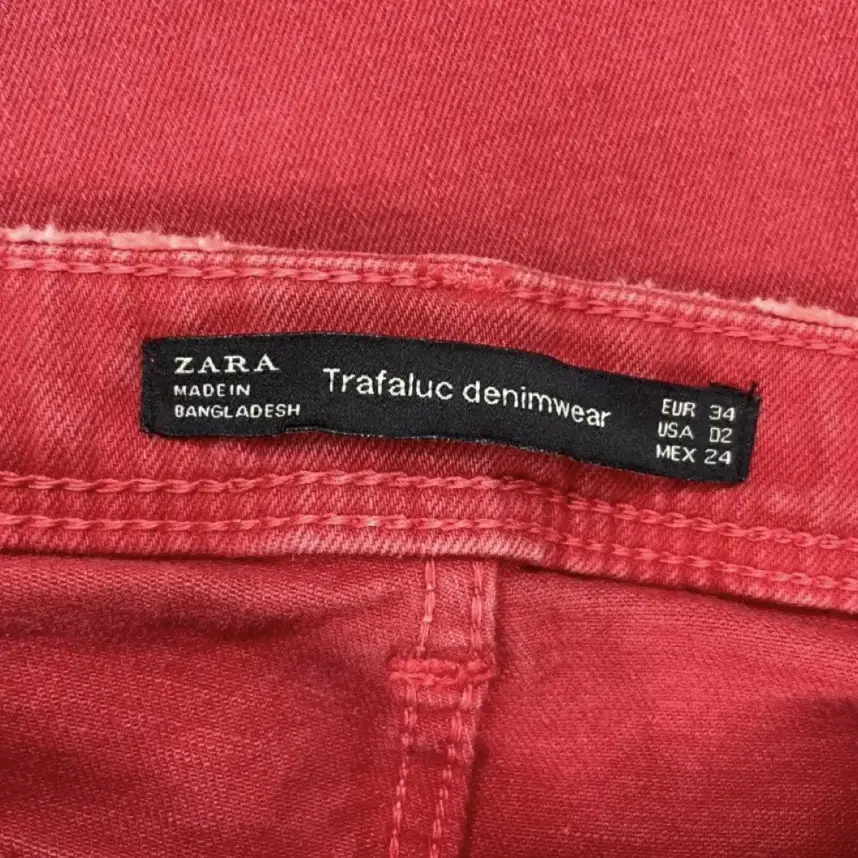 ZARA
MADE IN
BANGLADESH
Trafaluc denimwear
EUR 34
USA 02
MEX 24